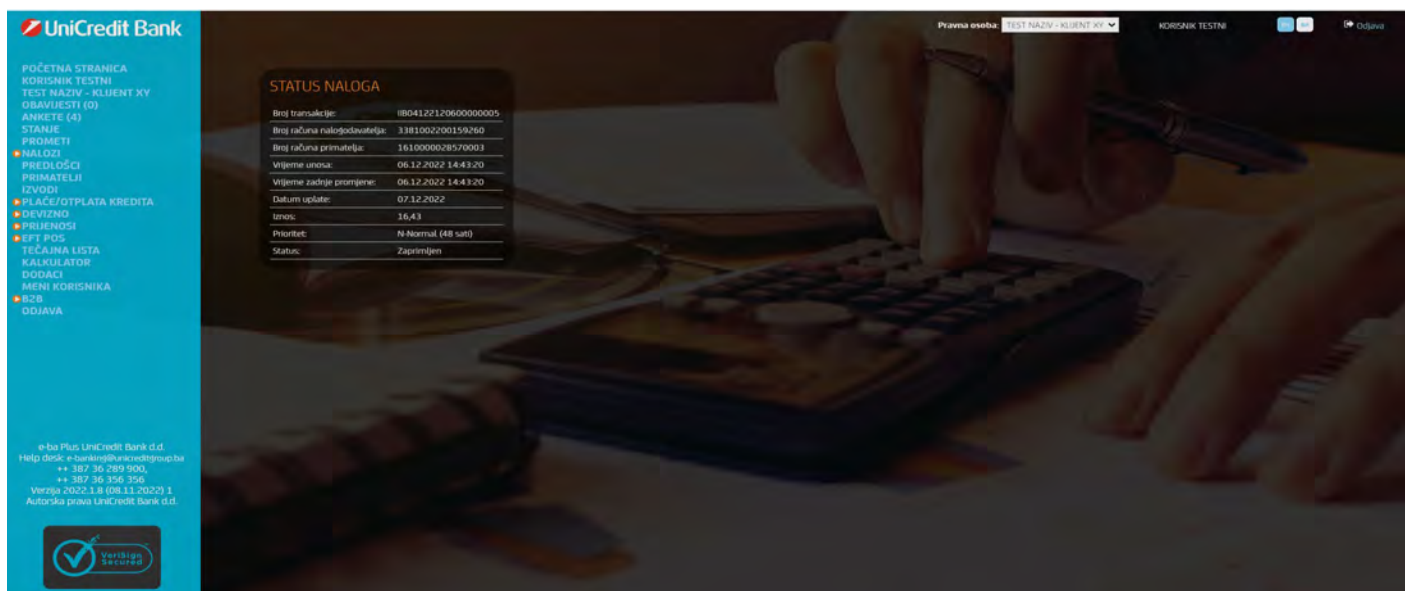 UniCredit Bank
Pravna osoba: TEST NAZIV - KLIJENT XY
KORISNIK TESTNI
Odjava
POČETNA STRANICA
KORISNIK TESTNI
TEST NAZIV - KLIJENT XY
OBAVIJESTI (0)
ANKETE (4)
STANJE
PROMETI
NALOZI
PREDLOŠCI
PRIMATELJI
IZVODI
PLAĆE/OTPLATA KREDITA
DEVIZNO
PRIJENOSI
EFT POS
TEČAJNA LISTA
KALKULATOR
DODACI
MENI KORISNIKA
B2B
ODJAVA
STATUS NALOGA
Broj transakcije: IIB04122120600000005
Broj računa nalogodavatelja: 3381002200159260
Broj računa primatelja: 1610000028570003
Vrijeme unosa: 06.12.2022 14:43:20
Vrijeme zadnje promjene: 06.12.2022 14:43:20
Datum uplate: 07.12.2022
Iznos: 16,43
Prioritet: N-Normal (48 sati)
Status: Zaprimljen
e-ba Plus UniCredit Bank d.d.
Help desk: e-banking@unicreditgroup.ba
++ 387 36 289 900,
++ 387 36 356 356
Verzija 2022.1.8 (08.11.2022) 1
Autorska prava UniCredit Bank d.d.
VeriSign
Secured